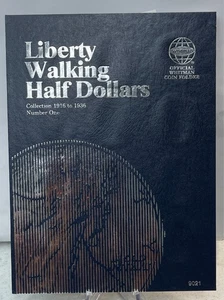 Liberty
Walking
Half Dollars
Collection 1916 to 1936
Number One
OFFICIAL
WHITMAN
COIN FOLDER
9021